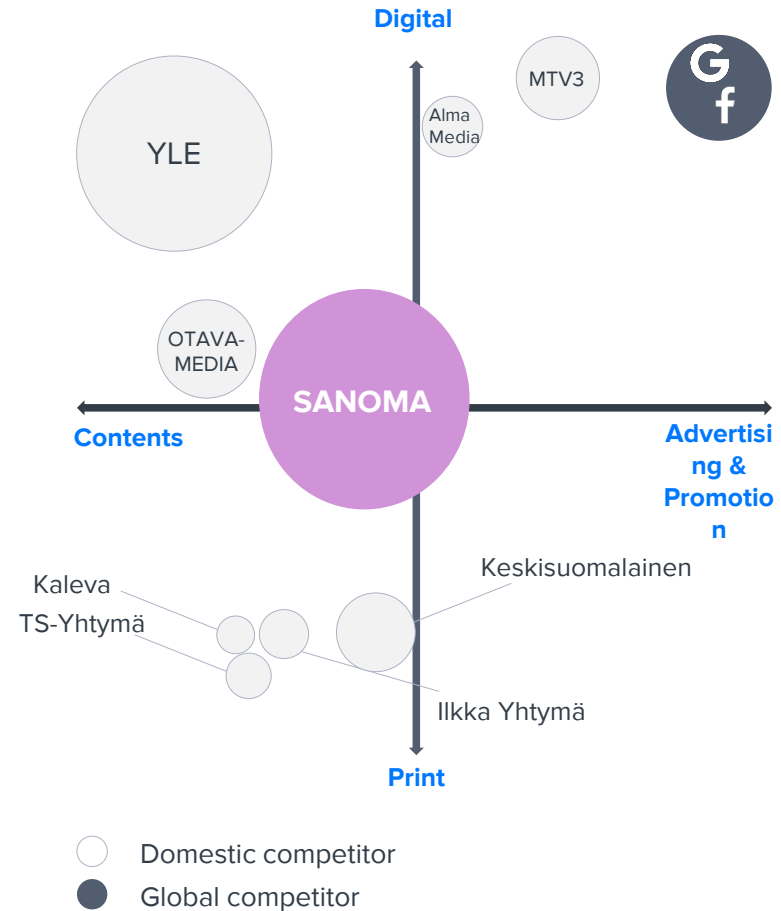 Digital
MTV3
G
f
Alma
Media
YLE
OTAVA-
MEDIA
SANOMA
Contents
Advertisi
ng &
Promotio
n
Keskisuomalainen
Kaleva
TS-Yhtymä
Ilkka Yhtymä
Print
Domestic competitor
Global competitor